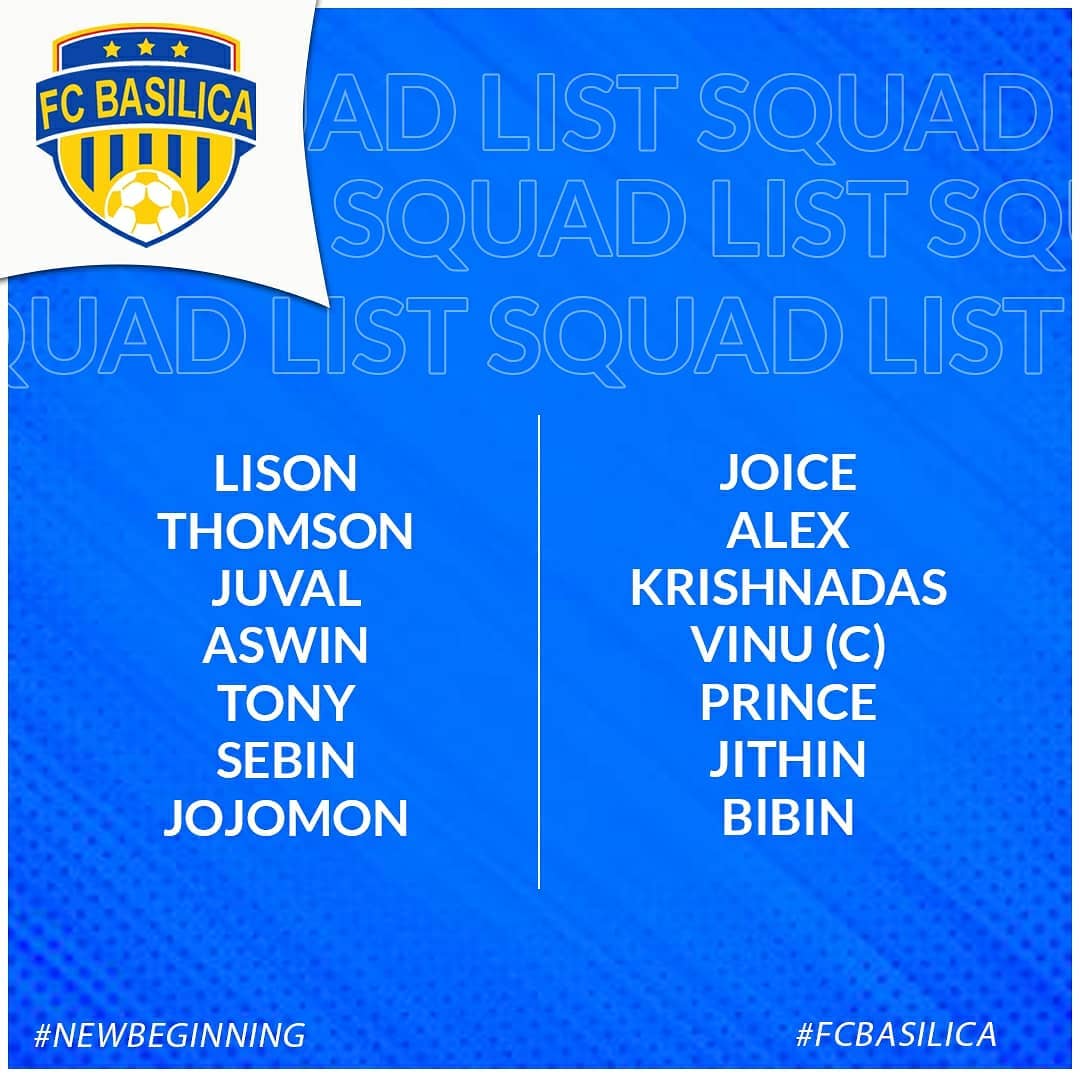 FC BASILICA
AD LIST SQUAD
SQUAD LIST SQU
QUAD LIST SQUAD LIST
LISON
THOMSON
JUVAL
ASWIN
TONY
SEBIN
JOJOMON
JOICE
ALEX
KRISHNADAS
VINU (C)
PRINCE
JITHIN
BIBIN
#NEWBEGINNING
#FCBASILICA